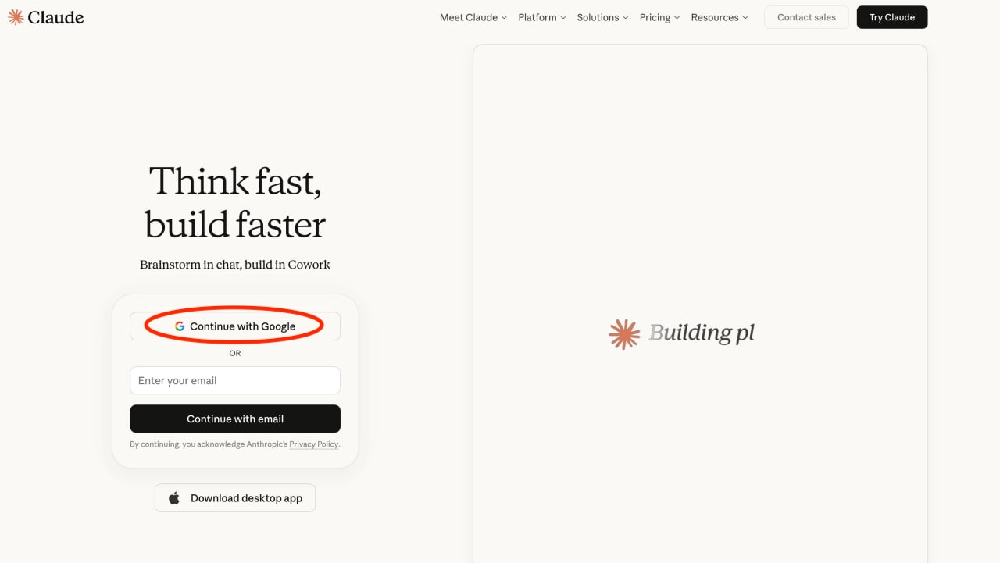 Claude
Meet Claude
Platform
Solutions
Pricing
Resources
Contact sales
Try Claude
Think fast,
build faster
Brainstorm in chat, build in Cowork
Continue with Google
OR
Enter your email
Continue with email
By continuing, you acknowledge Anthropic's Privacy Policy.
Download desktop app
Building pl